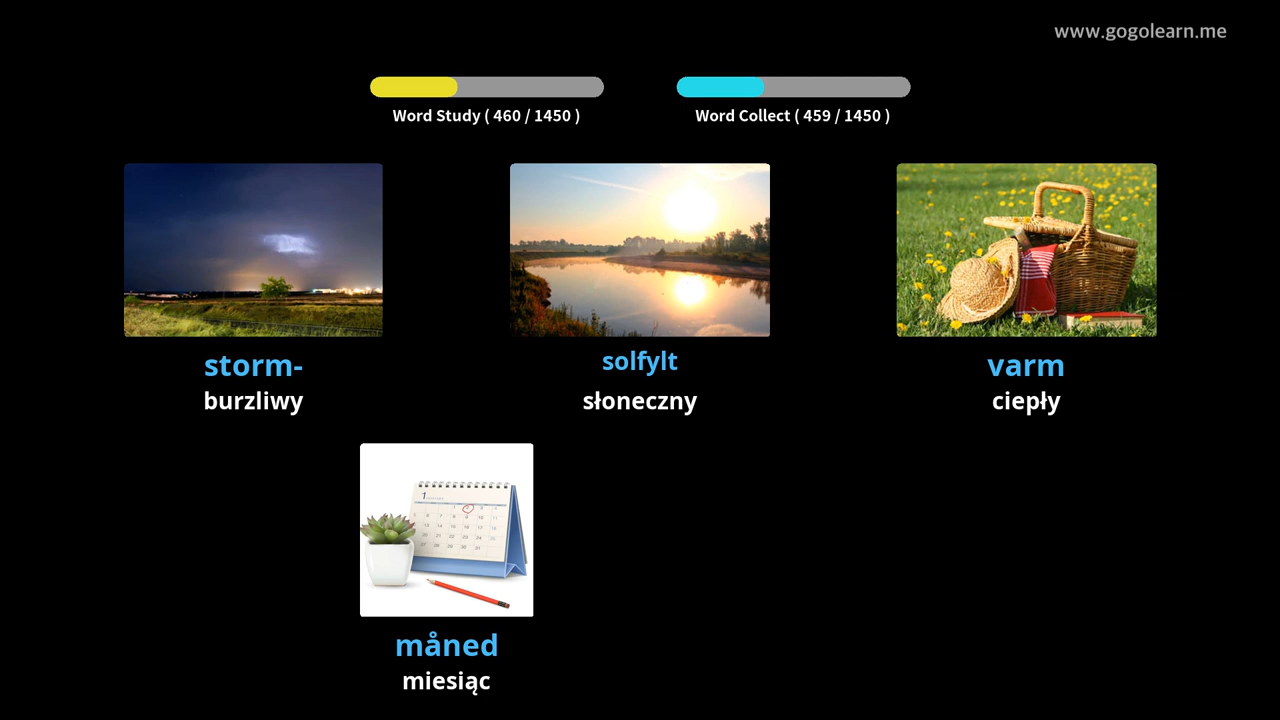 www.gogolearn.me
Word Study ( 460 / 1450 )
Word Collect ( 459 / 1450 )
storm-
burzliwy
solfylt
słoneczny
varm
ciepły
måned
miesiąc